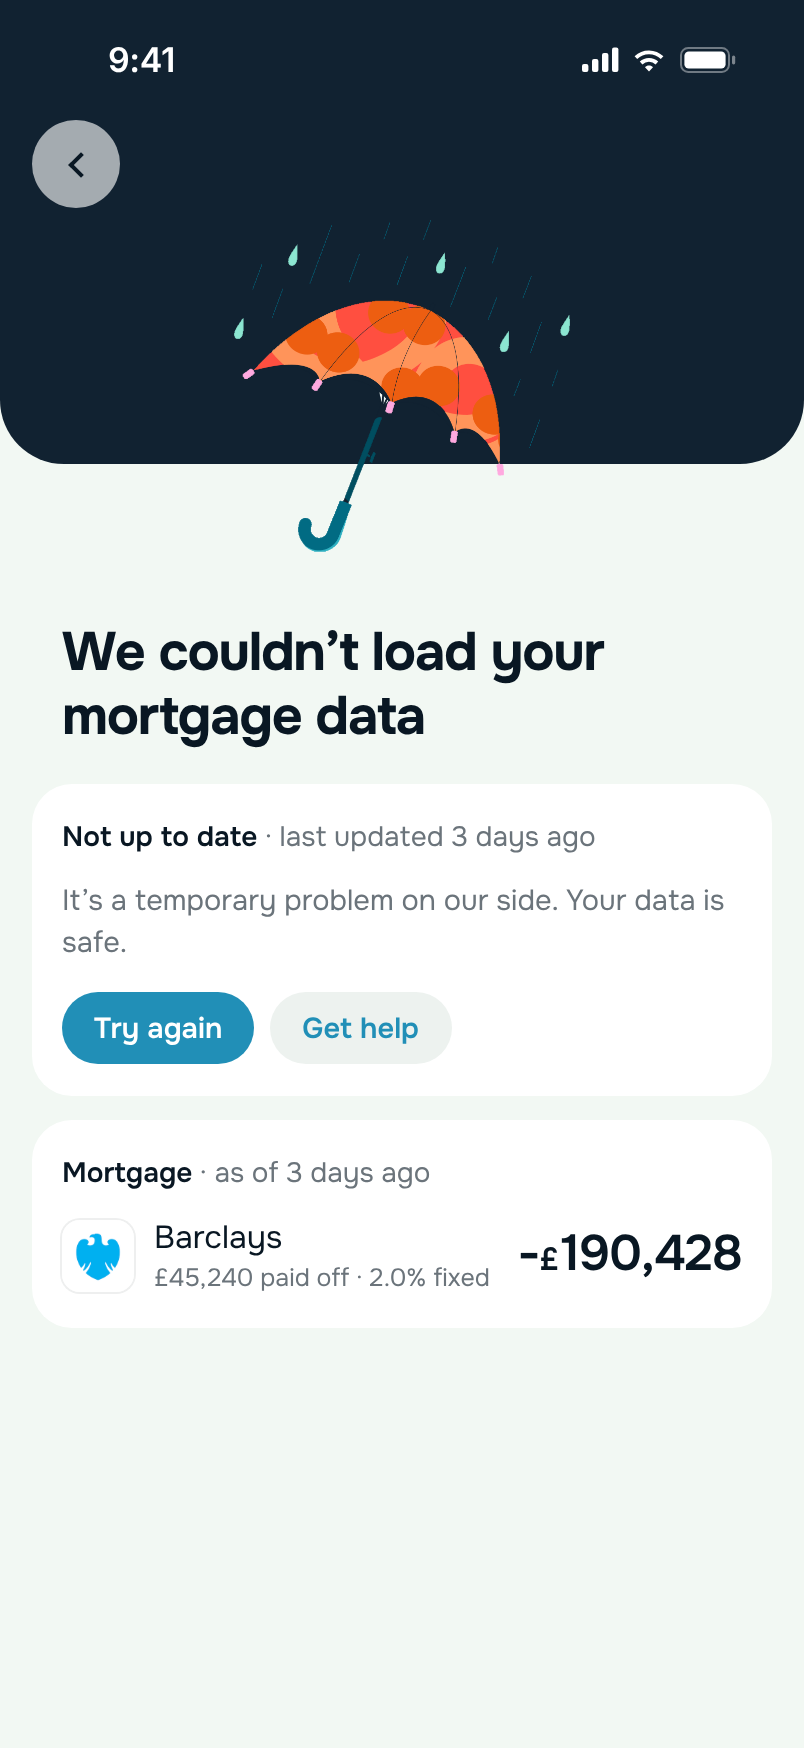 9:41
We couldn’t load your
mortgage data
Not up to date · last updated 3 days ago
It’s a temporary problem on our side. Your data is
safe.
Try again
Get help
Mortgage · as of 3 days ago
Barclays
£45,240 paid off · 2.0% fixed
-£190,428